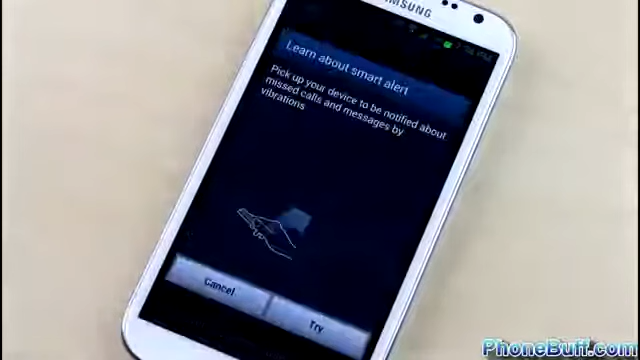 SAMSUNG
Learn about smart alert
Pick up your device to be notified about
missed calls and messages by
vibrations
Cancel
Try
PhoneBuff.com